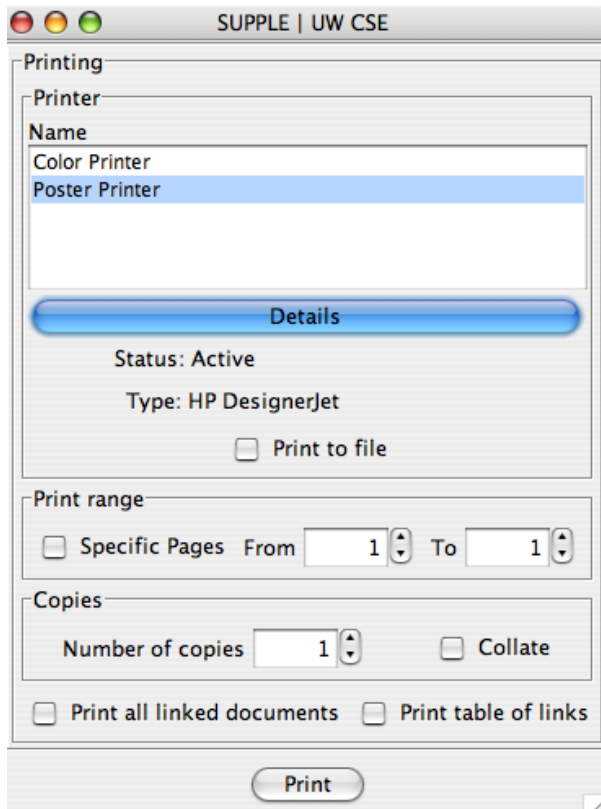 SUPPLE | UW CSE
Printing
Printer
Name
Color Printer
Poster Printer
Details
Status: Active
Type: HP DesignerJet
Print to file
Print range
Specific Pages From 1 To 1
Copies
Number of copies 1 Collate
Print all linked documents Print table of links
Print